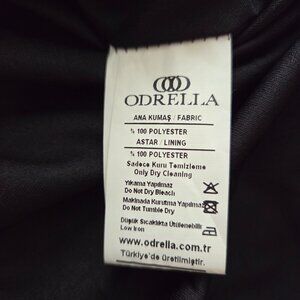 ODRELLA
ANA KUMAŞ / FABRIC
% 100 POLYESTER
ASTAR / LINING
% 100 POLYESTER
Sadece Kuru Temizleme
Only Dry Cleaning
Yıkama Yapılmaz
Do Not Dry Bleach
Makinada Kurutma Yapılmaz
Do Not Tumble Dry
Düşük Sıcaklıkta Ütülenebilir
Low Iron
www.odrella.com.tr
Türkiye'de üretilmiştir.